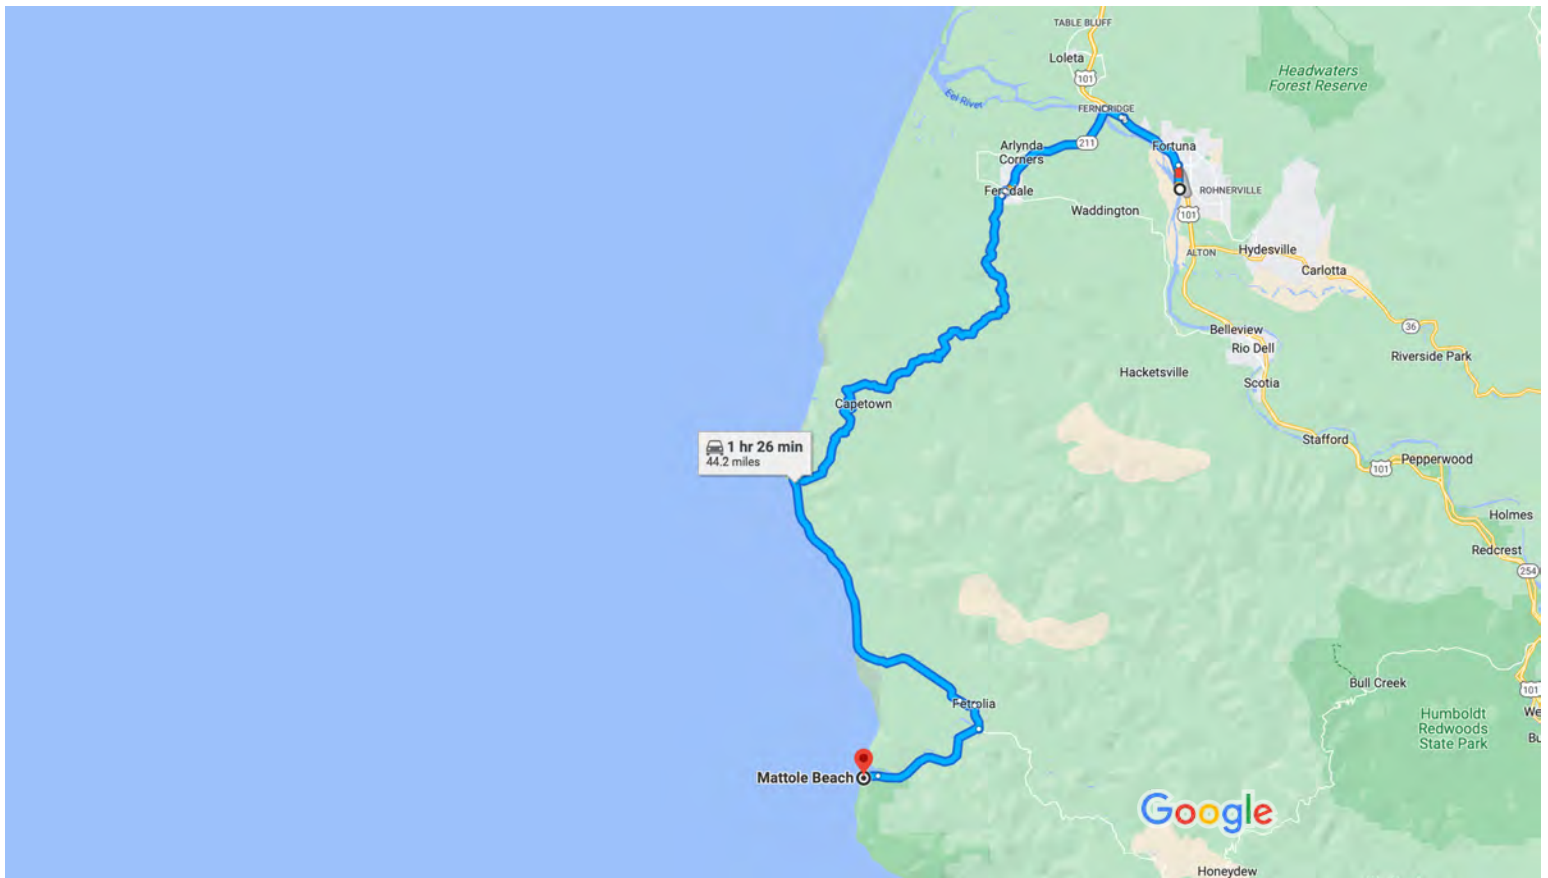 TABLE BLUFF
Loleta
101
Headwaters
Forest Reserve
Eel River
FERNBRIDGE
211
Fortuna
Arlynda
Corners
Ferndale
ROHNERVILLE
Waddington
101
ALTON
Hydesville
Carlotta
36
Belleview
Rio Dell
Riverside Park
Hacketsville
Scotia
Capetown
1 hr 26 min
44.2 miles
Stafford
101
Pepperwood
Holmes
Redcrest
254
Bull Creek
101
Petrolia
We
Humboldt
Redwoods
State Park
Bu
Mattole Beach
Google
Honeydew